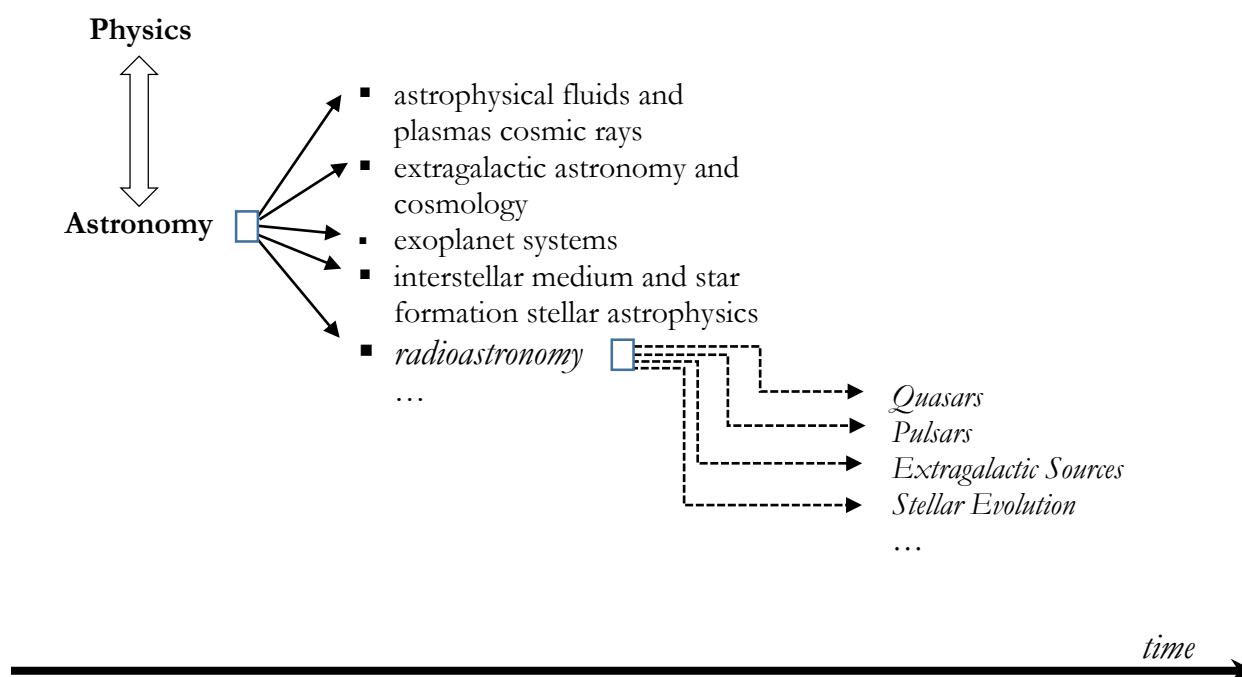 Physics
astrophysical fluids and
plasmas cosmic rays
extragalactic astronomy and
cosmology
Astronomy
exoplanet systems
interstellar medium and star
formation stellar astrophysics
radioastronomy
…
Quasars
Pulsars
Extragalactic Sources
Stellar Evolution
…
time